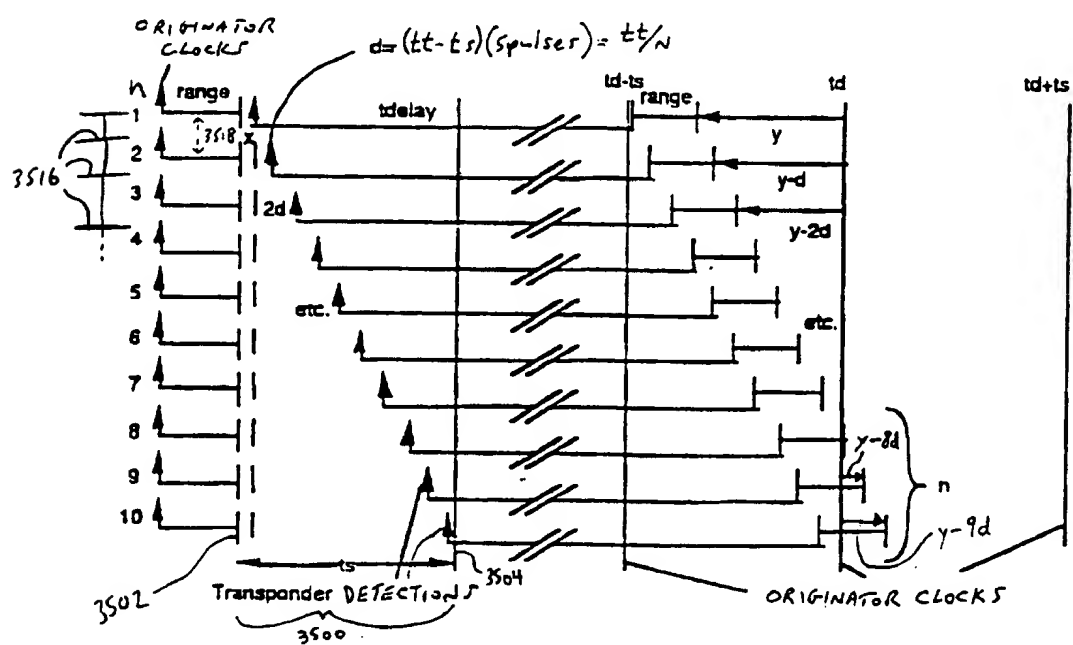 ORIGINATOR
CLOCKS
d=(tt-ts)(5pulses)= tt/N
n
range
td-ts
range
td
td+ts
1
tdelay
y
3518
x
2
y-d
3516
3
2d
y-2d
4
5
etc.
etc.
6
7
8
y-8d
9
n
10
y-9d
ts
3504
3502
Transponder DETECTIONS
ORIGINATOR CLOCKS
3500